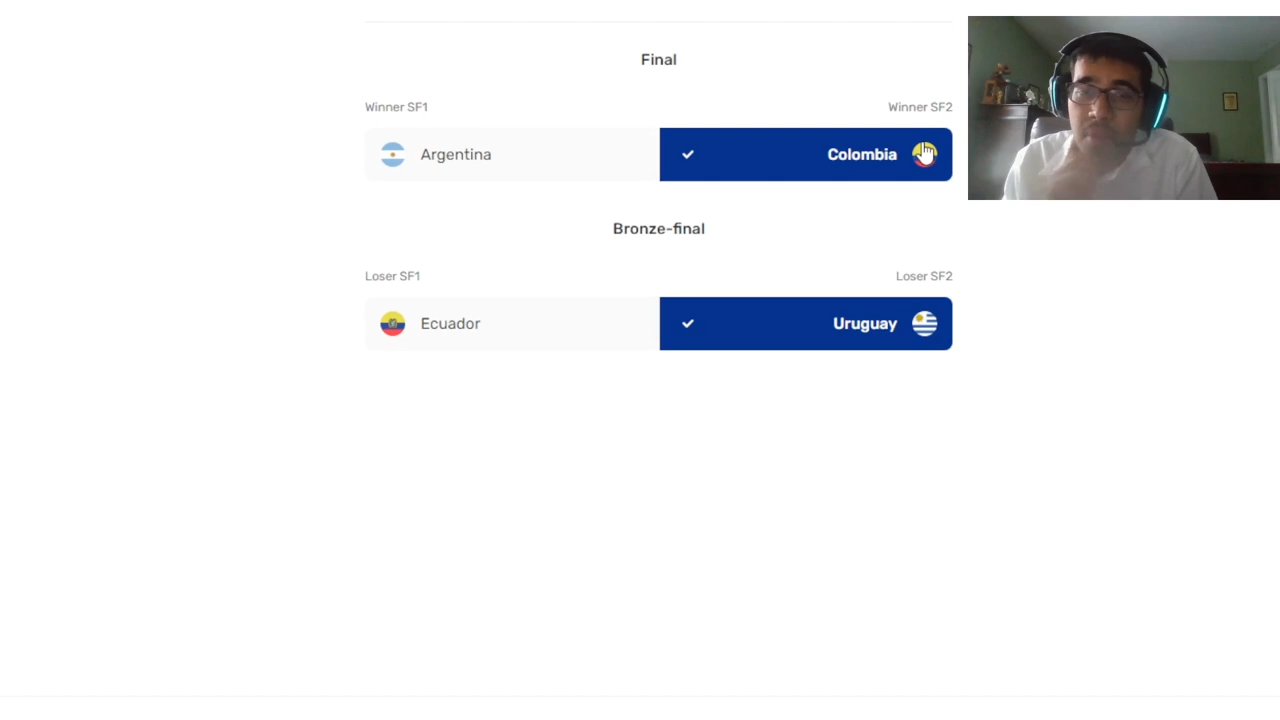 Final
Winner SF1 Winner SF2
Argentina Colombia
Bronze-final
Loser SF1 Loser SF2
Ecuador Uruguay